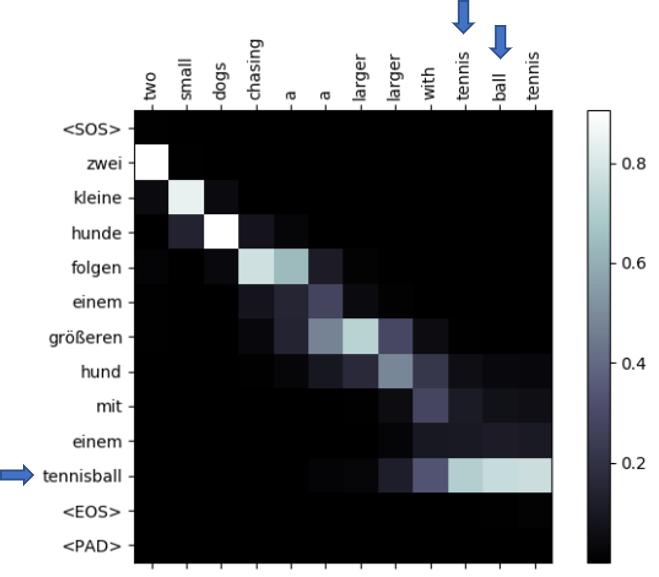 two small dogs chasing a a larger larger with tennis ball tennis
<SOS>
zwei
kleine
hunde
folgen
einem
größeren
hund
mit
einem
tennisball
<EOS>
<PAD>
0.8
0.6
0.4
0.2